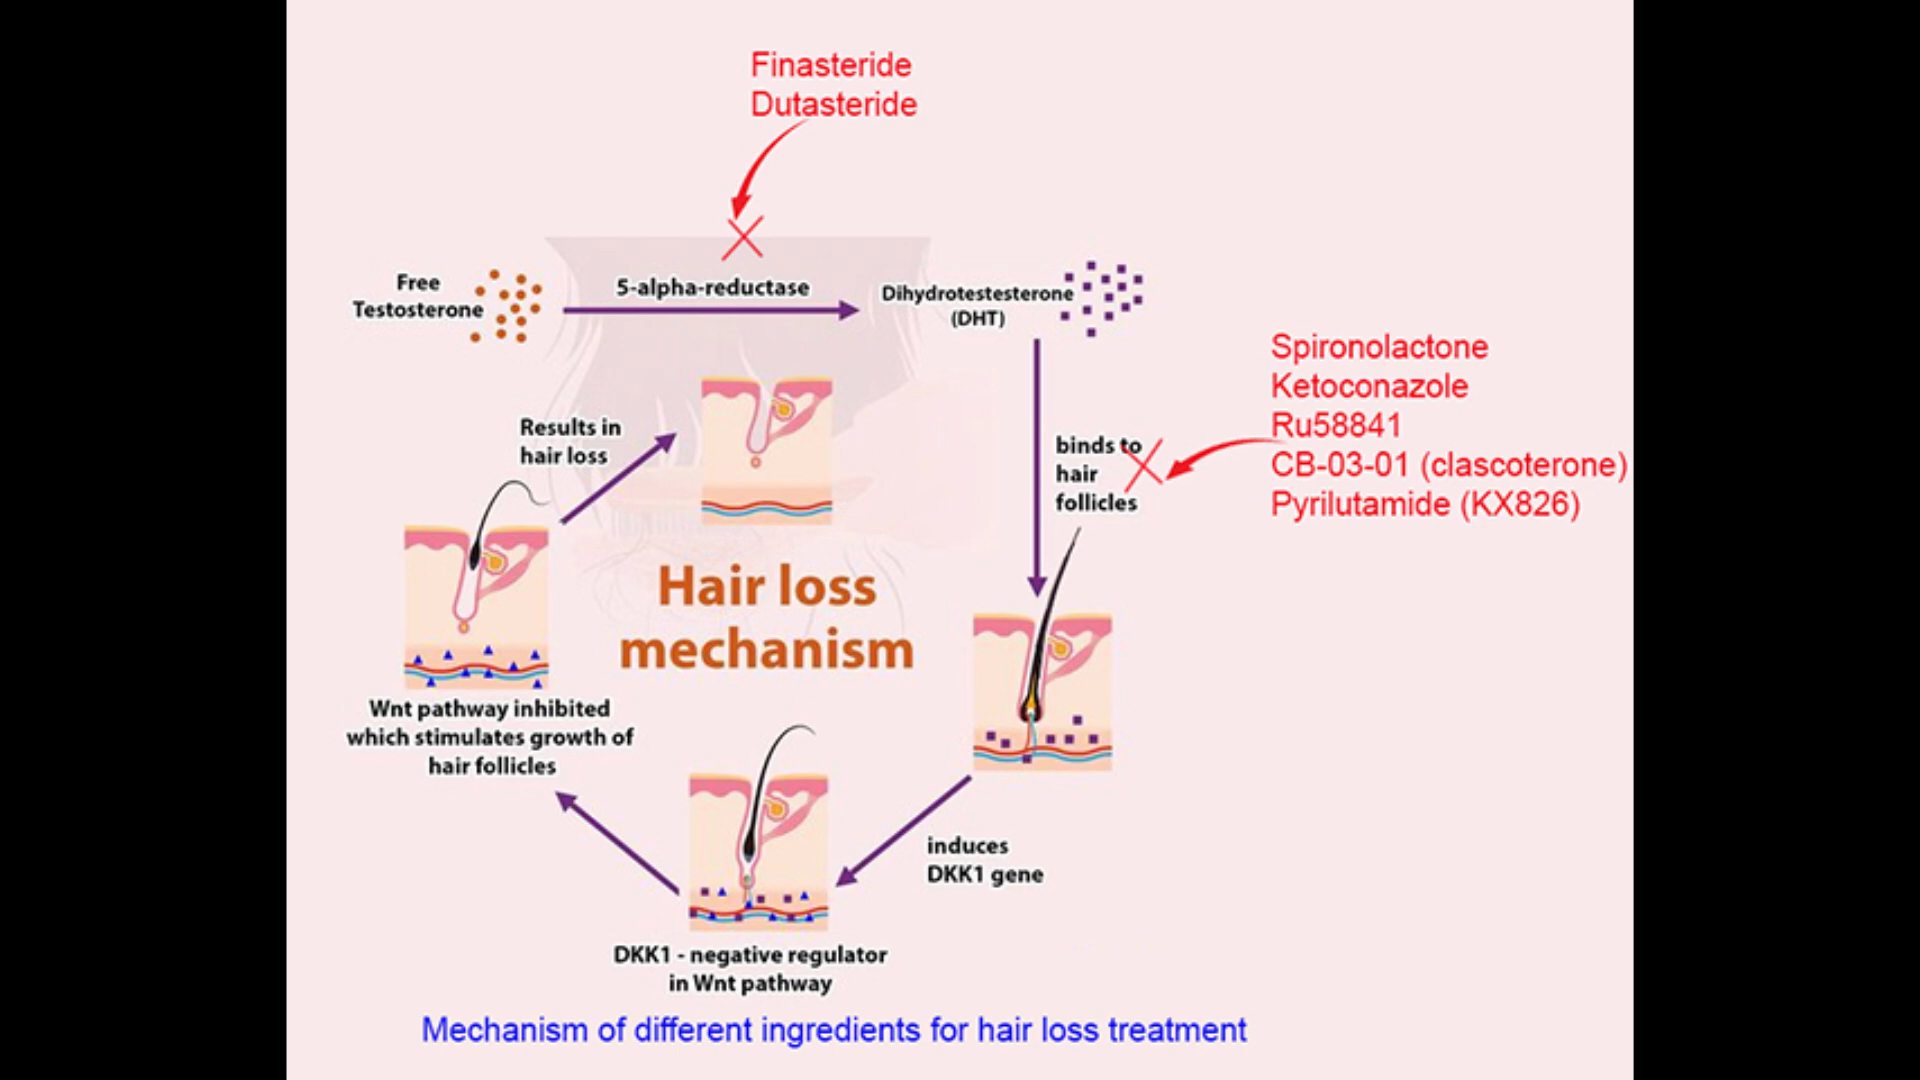 Finasteride
Dutasteride
Free
Testosterone
5-alpha-reductase
Dihydrotestesterone
(DHT)
Spironolactone
Ketoconazole
Ru58841
CB-03-01 (clascoterone)
Pyrilutamide (KX826)
binds to
hair
follicles
Results in
hair loss
Hair loss
mechanism
Wnt pathway inhibited
which stimulates growth of
hair follicles
induces
DKK1 gene
DKK1 - negative regulator
in Wnt pathway
Mechanism of different ingredients for hair loss treatment